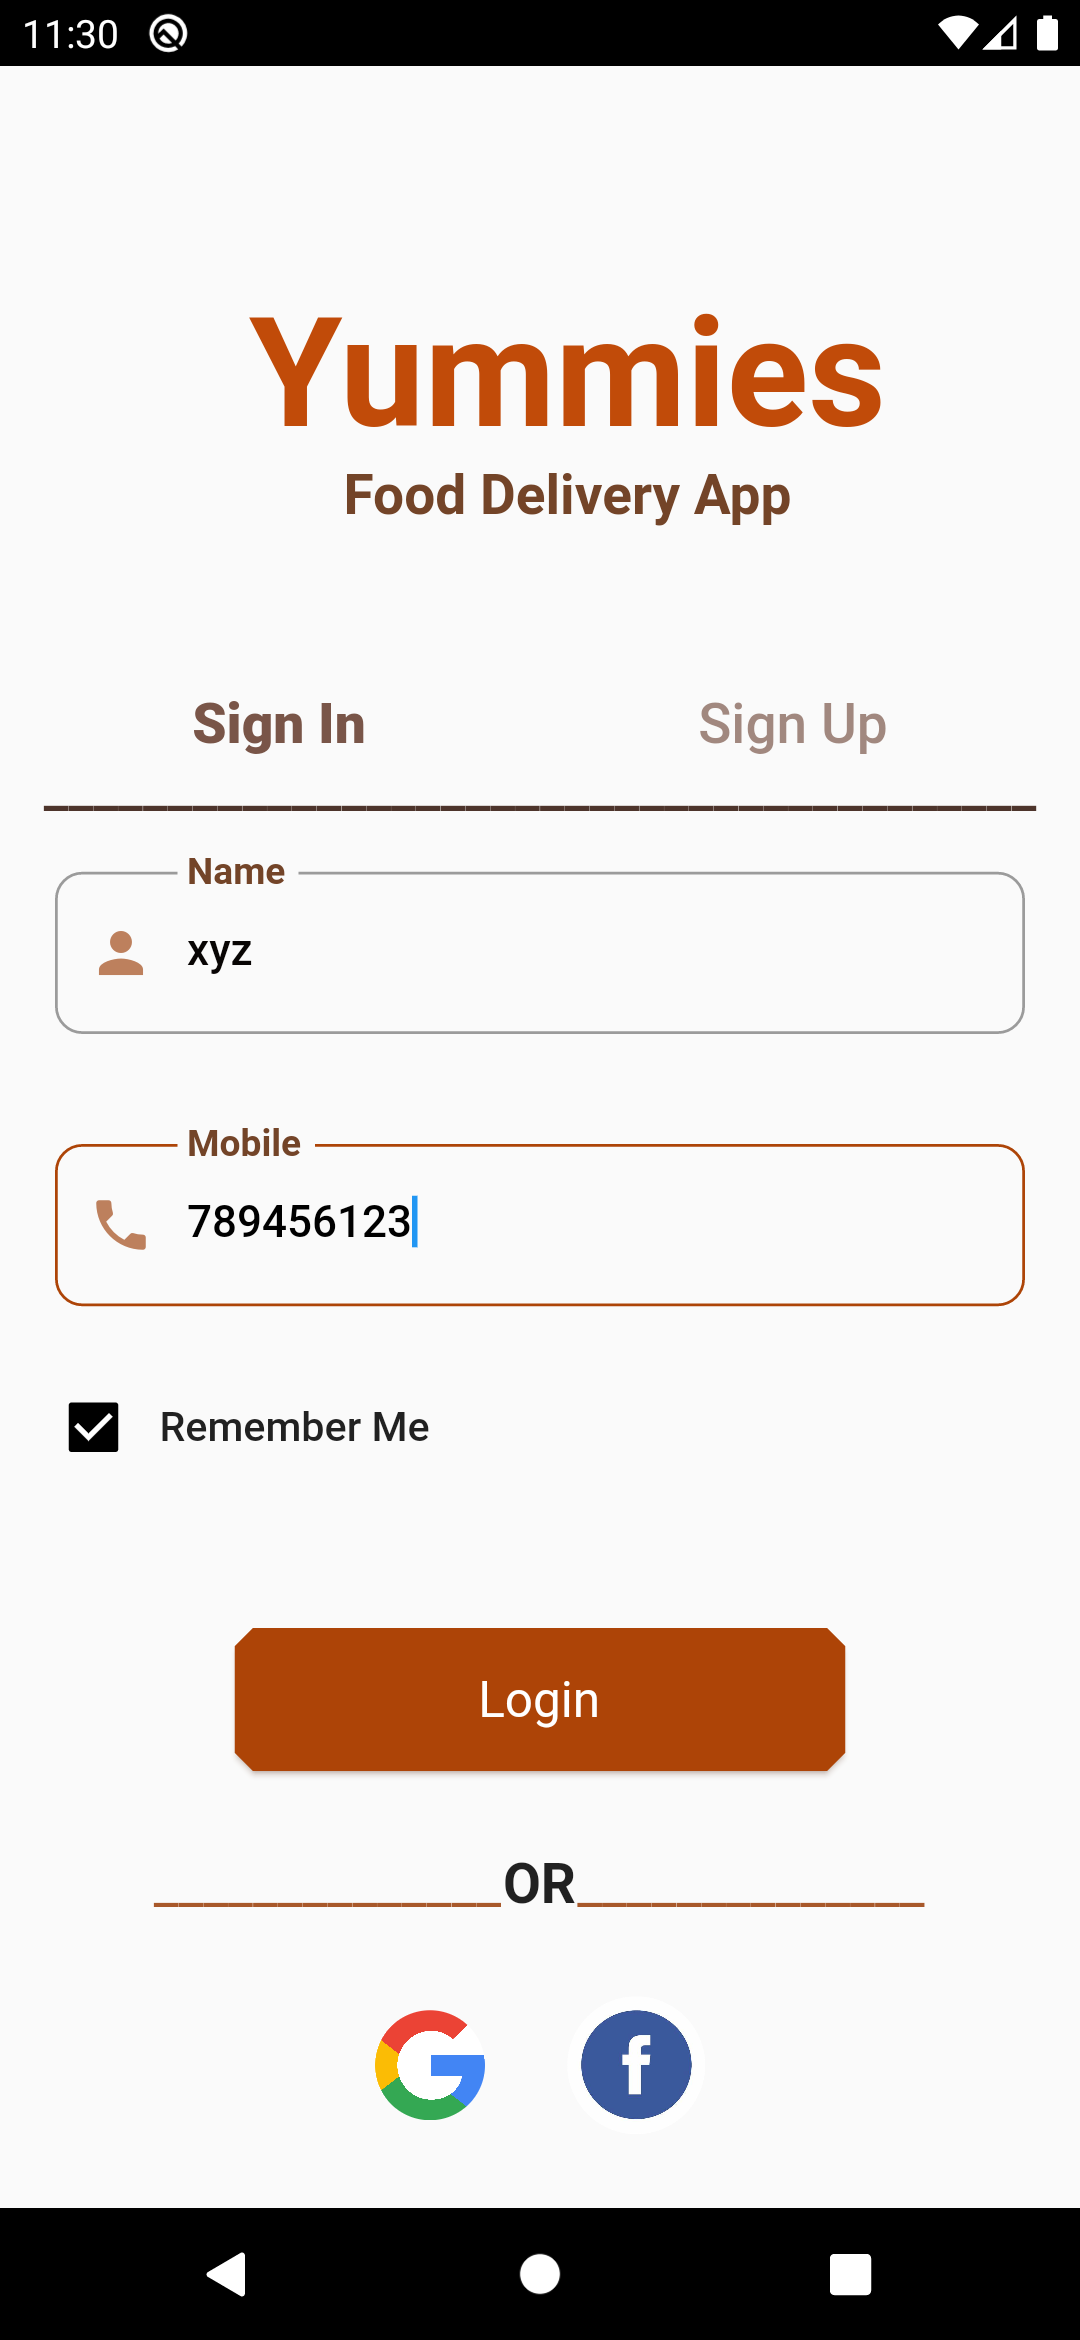 11:30
Yummies
Food Delivery App
Sign In Sign Up
Name
xyz
Mobile
789456123
Remember Me
Login
OR